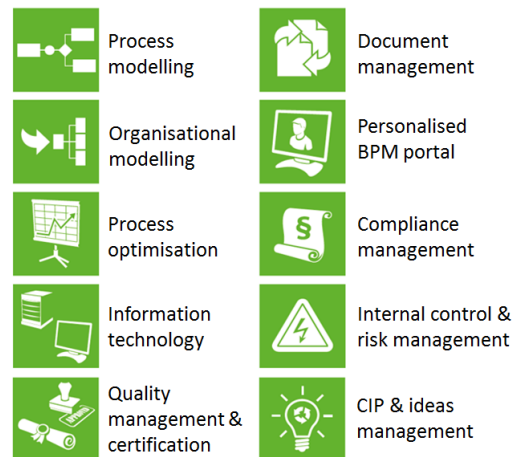 Process
modelling
Document
management
Organisational
modelling
Personalised
BPM portal
Process
optimisation
§
Compliance
management
Information
technology
Internal control &
risk management
Quality
management &
certification
CIP & ideas
management